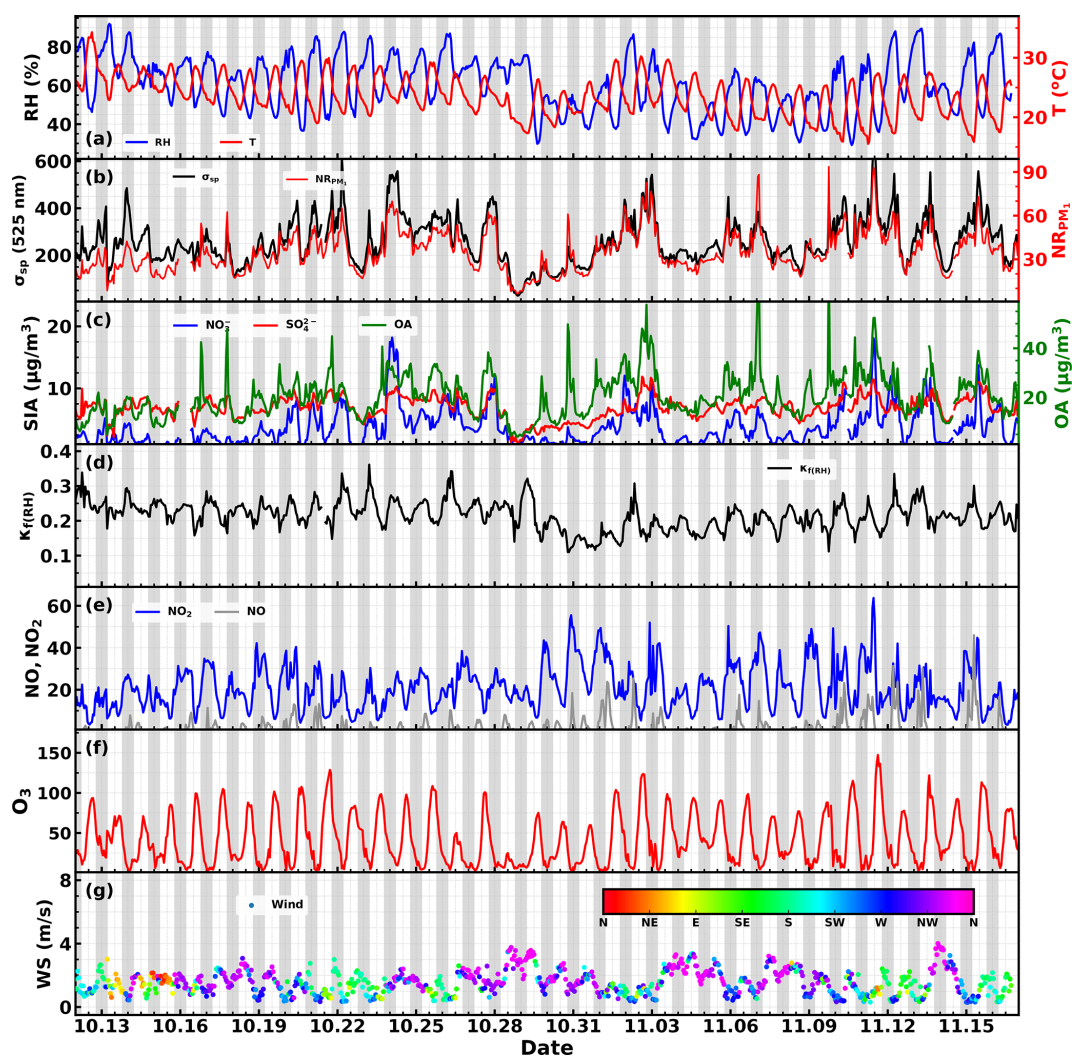 RH (%)
80
60
40
30
20
T (°C)
(a)
RH
T
σsp (525 nm)
600
400
200
90
60
30
NR_PM₁
(b)
σsp
NR_PM₁
SIA (μg/m³)
20
10
40
20
OA (μg/m³)
(c)
NO₃⁻
SO₄²⁻
OA
κf(RH)
0.4
0.3
0.2
0.1
(d)
κf(RH)
NO, NO₂
60
40
20
(e)
NO₂
NO
O₃
150
100
50
(f)
WS (m/s)
8
4
0
(g)
Wind
N NE E SE S SW W NW N
10.13 10.16 10.19 10.22 10.25 10.28 10.31 11.03 11.06 11.09 11.12 11.15
Date